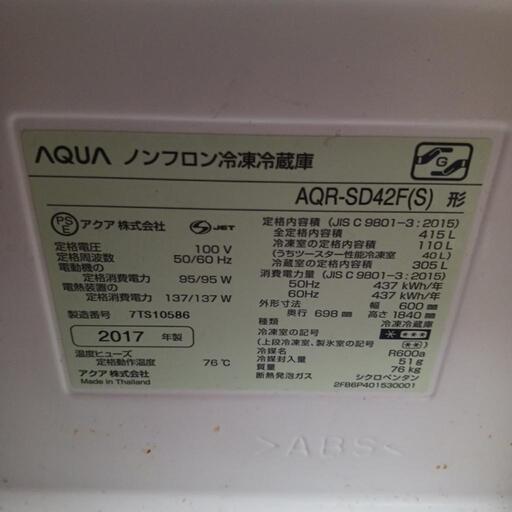 AQUA ノンフロン冷凍冷蔵庫
G
AQR-SD42F(S) 形
PS E アクア 株式会社 JET
定格電圧 100 V
定格周波数 50/60 Hz
電動機の
定格消費電力 95/95 W
電熱装置の
定格消費電力 137/137 W
製造番号 7TS10586
2017 年製
温度ヒューズ
定格動作温度 76℃
アクア 株式会社
Made in Thailand
定格内容積 (JIS C 9801-3 : 2015)
全定格内容積 415 L
冷凍室の定格内容積 110 L
(うちツースター性能冷凍室 40L)
冷蔵室の定格内容積 305 L
消費電力量 (JIS C 9801-3 : 2015)
50Hz 437 kWh/年
60Hz 437 kWh/年
外形寸法 幅 600 mm
奥行 698 mm 高さ 1840 mm
種類 冷凍冷蔵庫
冷凍室の記号
(上段冷凍室、製氷室の記号)
冷媒 R600a
冷媒封入量 51 g
質量 76 kg
断熱発泡ガス シクロペンタン
2FB6P401530001
>ABS<